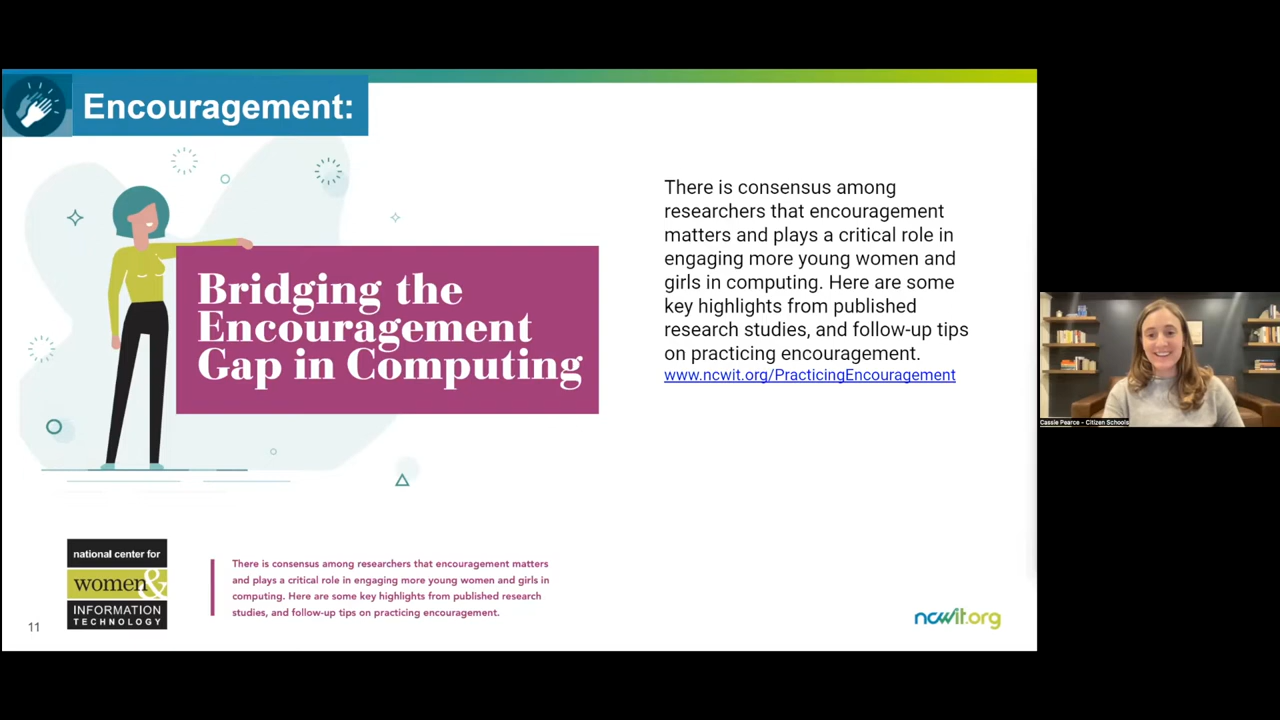 Encouragement:
Bridging the
Encouragement
Gap in Computing
There is consensus among
researchers that encouragement
matters and plays a critical role in
engaging more young women and
girls in computing. Here are some
key highlights from published
research studies, and follow-up tips
on practicing encouragement.
www.ncwit.org/PracticingEncouragement
Cassie Pearce - Citizen Schools
national center for
women &
INFORMATION
TECHNOLOGY
There is consensus among researchers that encouragement matters
and plays a critical role in engaging more young women and girls in
computing. Here are some key highlights from published research
studies, and follow-up tips on practicing encouragement.
ncwit.org
11